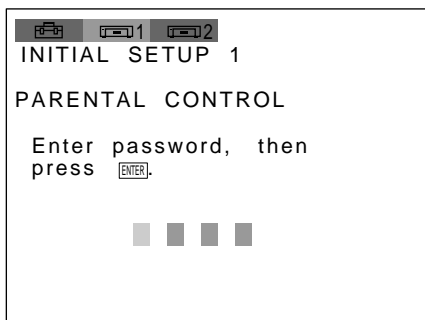 1 2
INITIAL SETUP 1
PARENTAL CONTROL
Enter password, then
press ENTER.